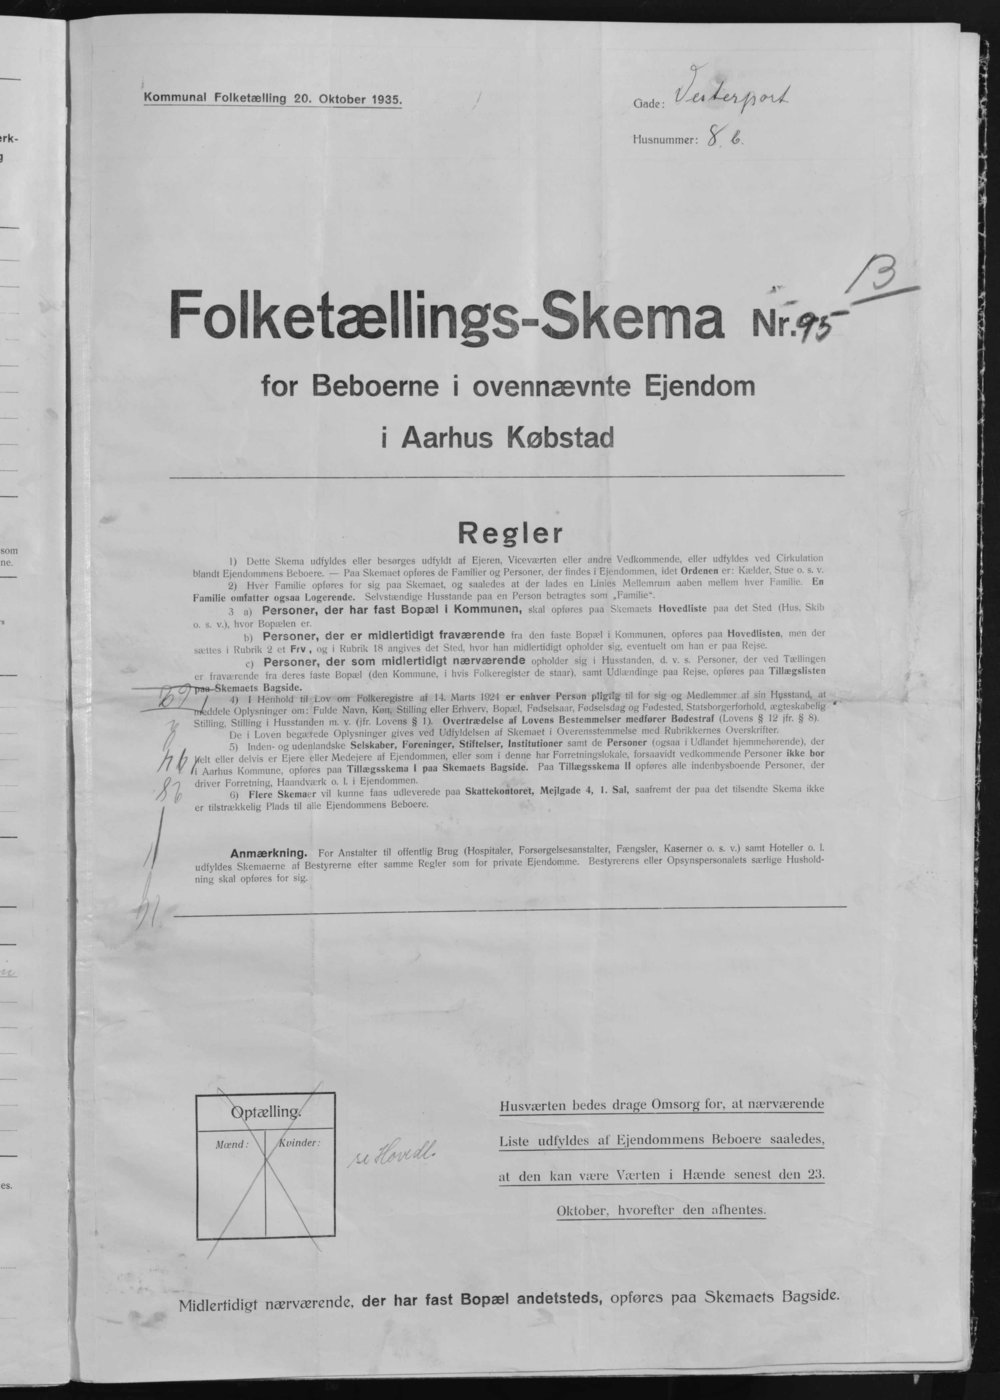 Kommunal Folketælling 20. Oktober 1935.
Gade: Vesterport
Husnummer: 8 b.
B
Folketællings-Skema Nr. 95
for Beboerne i ovennævnte Ejendom
i Aarhus Købstad
Regler
1) Dette Skema udfyldes eller besørges udfyldt af Ejeren, Viceværten eller andre Vedkommende, eller udfyldes ved Cirkulation
blandt Ejendommens Beboere. — Paa Skemaet opføres de Familier og Personer, der findes i Ejendommen, idet Ordenen er: Kælder, Stue o. s. v.
2) Hver Familie opføres for sig paa Skemaet, og saaledes at der lades en Linies Mellemrum aaben mellem hver Familie. En
Familie omfatter ogsaa Logerende. Selvstændige Husstande paa en Person betragtes som „Familie“.
3 a) Personer, der har fast Bopæl i Kommunen, skal opføres paa Skemaets Hovedliste paa det Sted (Hus, Skib
o. s. v.), hvor Bopælen er.
b) Personer, der er midlertidigt fraværende fra den faste Bopæl i Kommunen, opføres paa Hovedlisten, men der
sættes i Rubrik 2 et Frv, og i Rubrik 18 angives det Sted, hvor han midlertidigt opholder sig, eventuelt om han er paa Rejse.
c) Personer, der som midlertidigt nærværende opholder sig i Husstanden, d. v. s. Personer, der ved Tællingen
er fraværende fra deres faste Bopæl (den Kommune, i hvis Folkeregister de staar), samt Udlændinge paa Rejse, opføres paa Tillægslisten
paa Skemaets Bagside.
4) I Henhold til Lov om Folkeregistre af 14. Marts 1924 er enhver Person pligtig til for sig og Medlemmer af sin Husstand, at
meddele Oplysninger om: Fulde Navn, Køn, Stilling eller Erhverv, Bopæl, Fødselsaar, Fødselsdag og Fødested, Statsborgerforhold, ægteskabelig
Stilling, Stilling i Husstanden m. v. (jfr. Lovens § 1). Overtrædelse af Lovens Bestemmelser medfører Bødestraf (Lovens § 12 jfr. § 8).
De i Loven begærede Oplysninger gives ved Udfyldelsen af Skemaet i Overensstemmelse med Rubrikkernes Overskrifter.
5) Inden- og udenlandske Selskaber, Foreninger, Stiftelser, Institutioner samt de Personer (ogsaa i Udlandet hjemmehørende), der
helt eller delvis er Ejere eller Medejere af Ejendommen, eller som i denne har Forretningslokale, forsaavidt vedkommende Personer ikke bor
i Aarhus Kommune, opføres paa Tillægsskema I paa Skemaets Bagside. Paa Tillægsskema II opføres alle indenbysboende Personer, der
driver Forretning, Haandværk o. l. i Ejendommen.
6) Flere Skemaer vil kunne faas udleverede paa Skattekontoret, Mejlgade 4, 1. Sal, saafremt der paa det tilsendte Skema ikke
er tilstrækkelig Plads til alle Ejendommens Beboere.
Anmærkning. For Anstalter til offentlig Brug (Hospitaler, Forsørgelsesanstalter, Fængsler, Kaserner o. s. v.) samt Hoteller o. l.
udfyldes Skemaerne af Bestyrerne efter samme Regler som for private Ejendomme. Bestyrerens eller Opsynspersonalets særlige Hushold-
ning skal opføres for sig.
Optælling.
Mænd: Kvinder:
se Hovedl.
Husværten bedes drage Omsorg for, at nærværende
Liste udfyldes af Ejendommens Beboere saaledes,
at den kan være Værten i Hænde senest den 23.
Oktober, hvorefter den afhentes.
Midlertidigt nærværende, der har fast Bopæl andetsteds, opføres paa Skemaets Bagside.